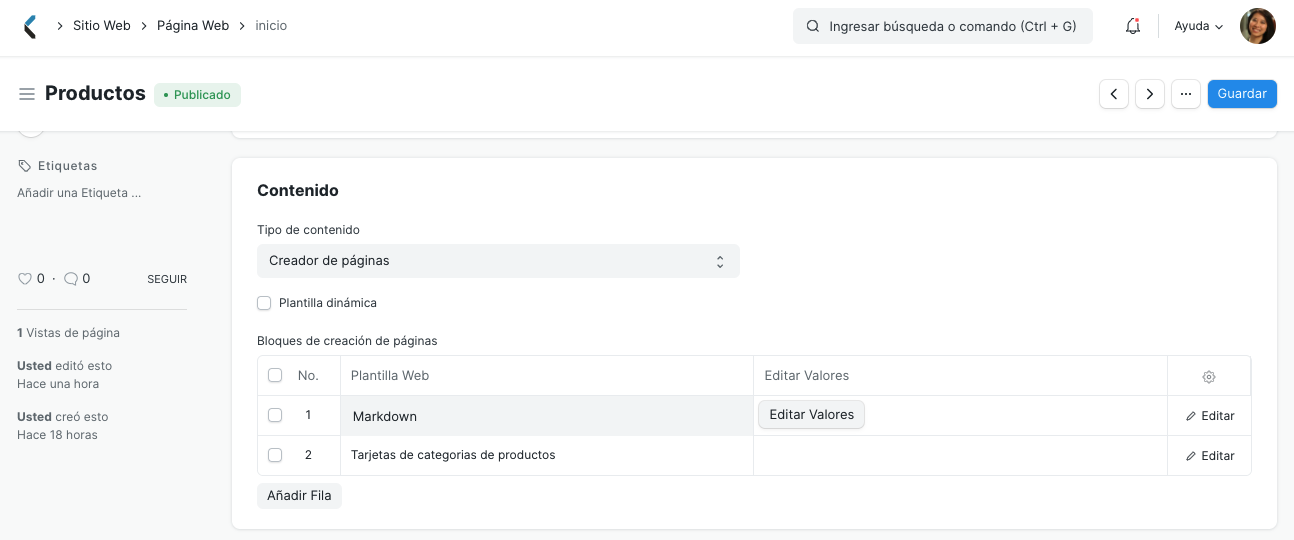 Sitio Web
Página Web
inicio
Ingresar búsqueda o comando (Ctrl + G)
Ayuda
Productos
Publicado
Guardar
Etiquetas
Añadir una Etiqueta ...
0 · 0
SEGUIR
1 Vistas de página
Usted editó esto
Hace una hora
Usted creó esto
Hace 18 horas
Contenido
Tipo de contenido
Creador de páginas
Plantilla dinámica
Bloques de creación de páginas
No. Plantilla Web Editar Valores
1 Markdown Editar Valores Editar
2 Tarjetas de categorias de productos Editar
Añadir Fila